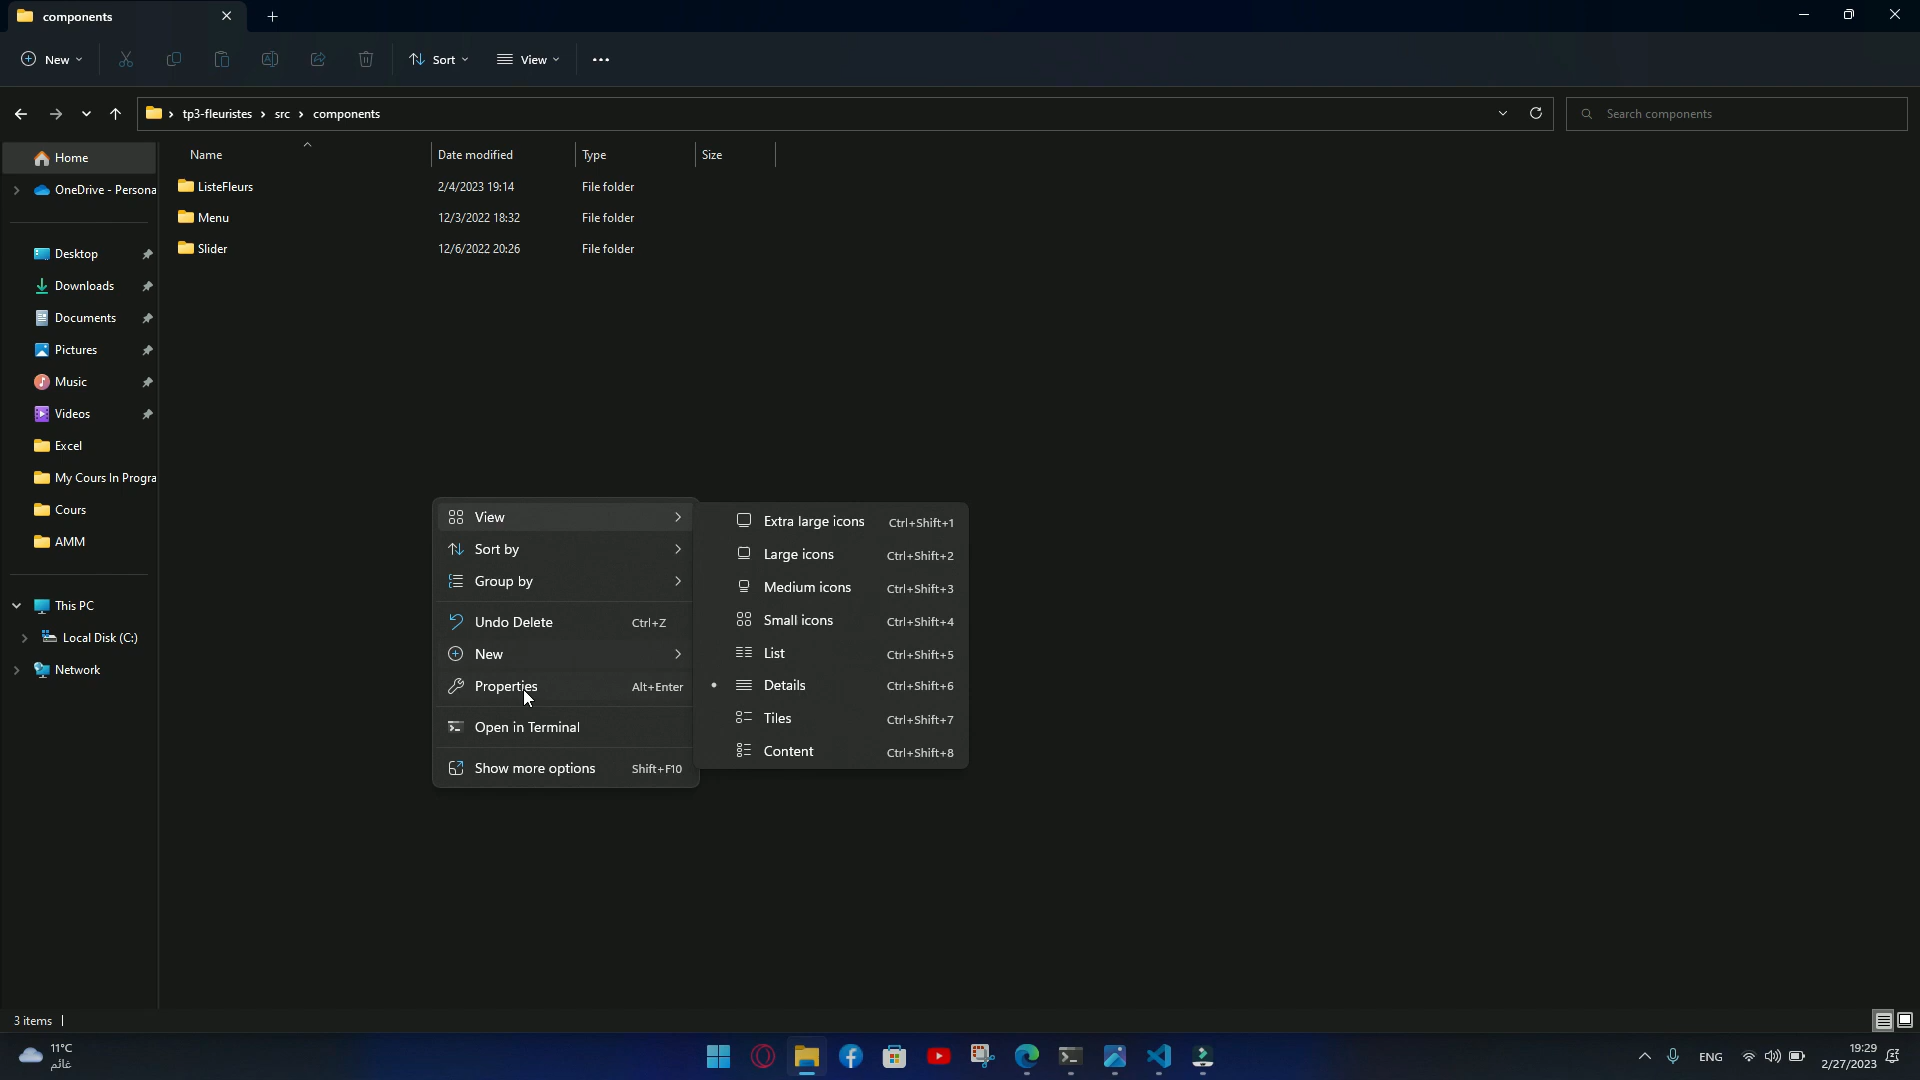 components
New
Sort
View
tp3-fleuristes > src > components
Search components
Name
Date modified
Type
Size
ListeFleurs 2/4/2023 19:14 File folder
Menu 12/3/2022 18:32 File folder
Slider 12/6/2022 20:26 File folder
Home
OneDrive - Persona
Desktop
Downloads
Documents
Pictures
Music
Videos
Excel
My Cours In Progra
Cours
AMM
This PC
Local Disk (C:)
Network
View
Sort by
Group by
Undo Delete Ctrl+Z
New
Properties Alt+Enter
Open in Terminal
Show more options Shift+F10
Extra large icons Ctrl+Shift+1
Large icons Ctrl+Shift+2
Medium icons Ctrl+Shift+3
Small icons Ctrl+Shift+4
List Ctrl+Shift+5
Details Ctrl+Shift+6
Tiles Ctrl+Shift+7
Content Ctrl+Shift+8
3 items
11°C
غائم
ENG
19:29
2/27/2023